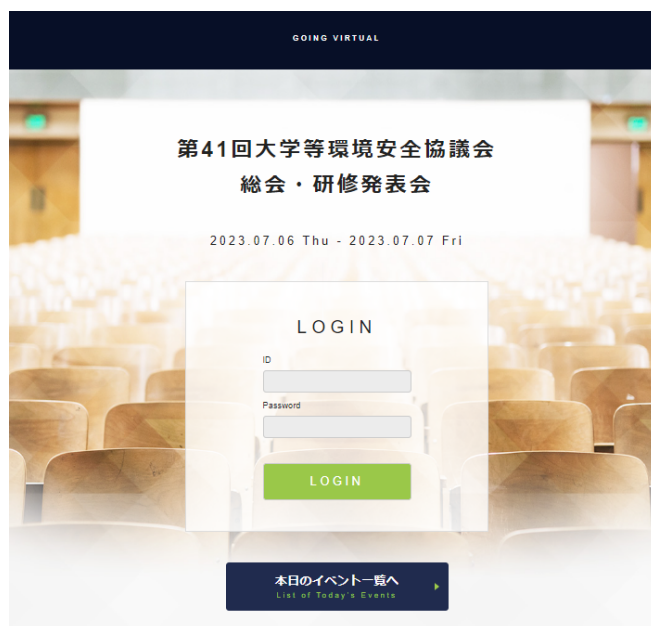 GOING VIRTUAL
第41回大学等環境安全協議会
総会・研修発表会
2023.07.06 Thu - 2023.07.07 Fri
LOGIN
ID
Password
LOGIN
本日のイベント一覧へ
List of Today's Events